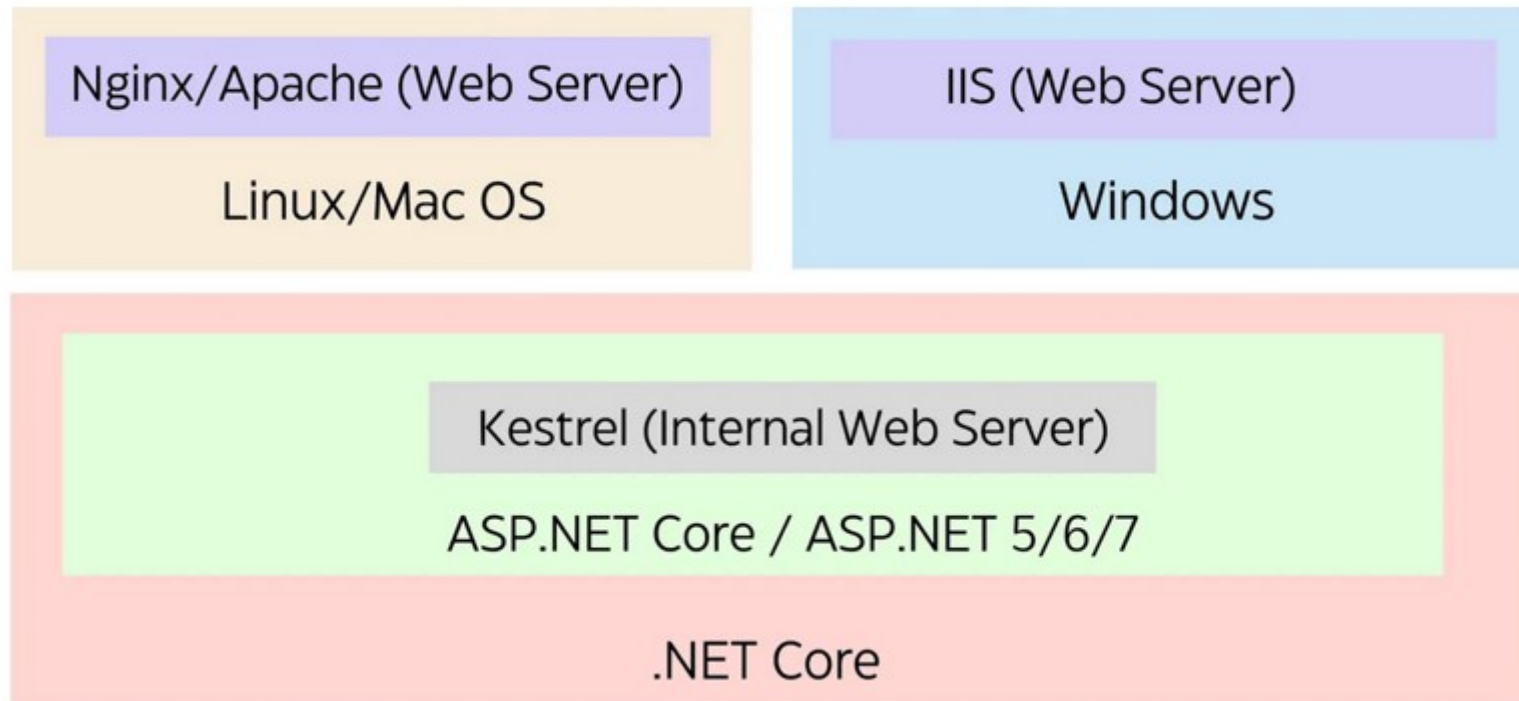 Nginx/Apache (Web Server)
Linux/Mac OS
IIS (Web Server)
Windows
Kestrel (Internal Web Server)
ASP.NET Core / ASP.NET 5/6/7
.NET Core